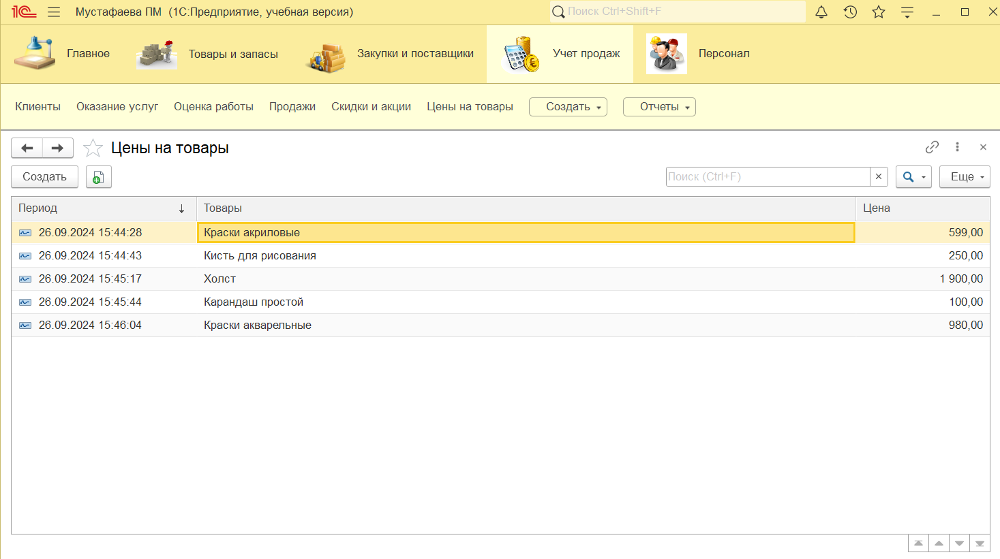 1С Мустафаева ПМ (1С:Предприятие, учебная версия) Поиск Ctrl+Shift+F
Главное Товары и запасы Закупки и поставщики Учет продаж Персонал
Клиенты Оказание услуг Оценка работы Продажи Скидки и акции Цены на товары Создать Отчеты
Цены на товары
Создать Поиск (Ctrl+F) Еще
Период Товары Цена
26.09.2024 15:44:28 Краски акриловые 599,00
26.09.2024 15:44:43 Кисть для рисования 250,00
26.09.2024 15:45:17 Холст 1 900,00
26.09.2024 15:45:44 Карандаш простой 100,00
26.09.2024 15:46:04 Краски акварельные 980,00